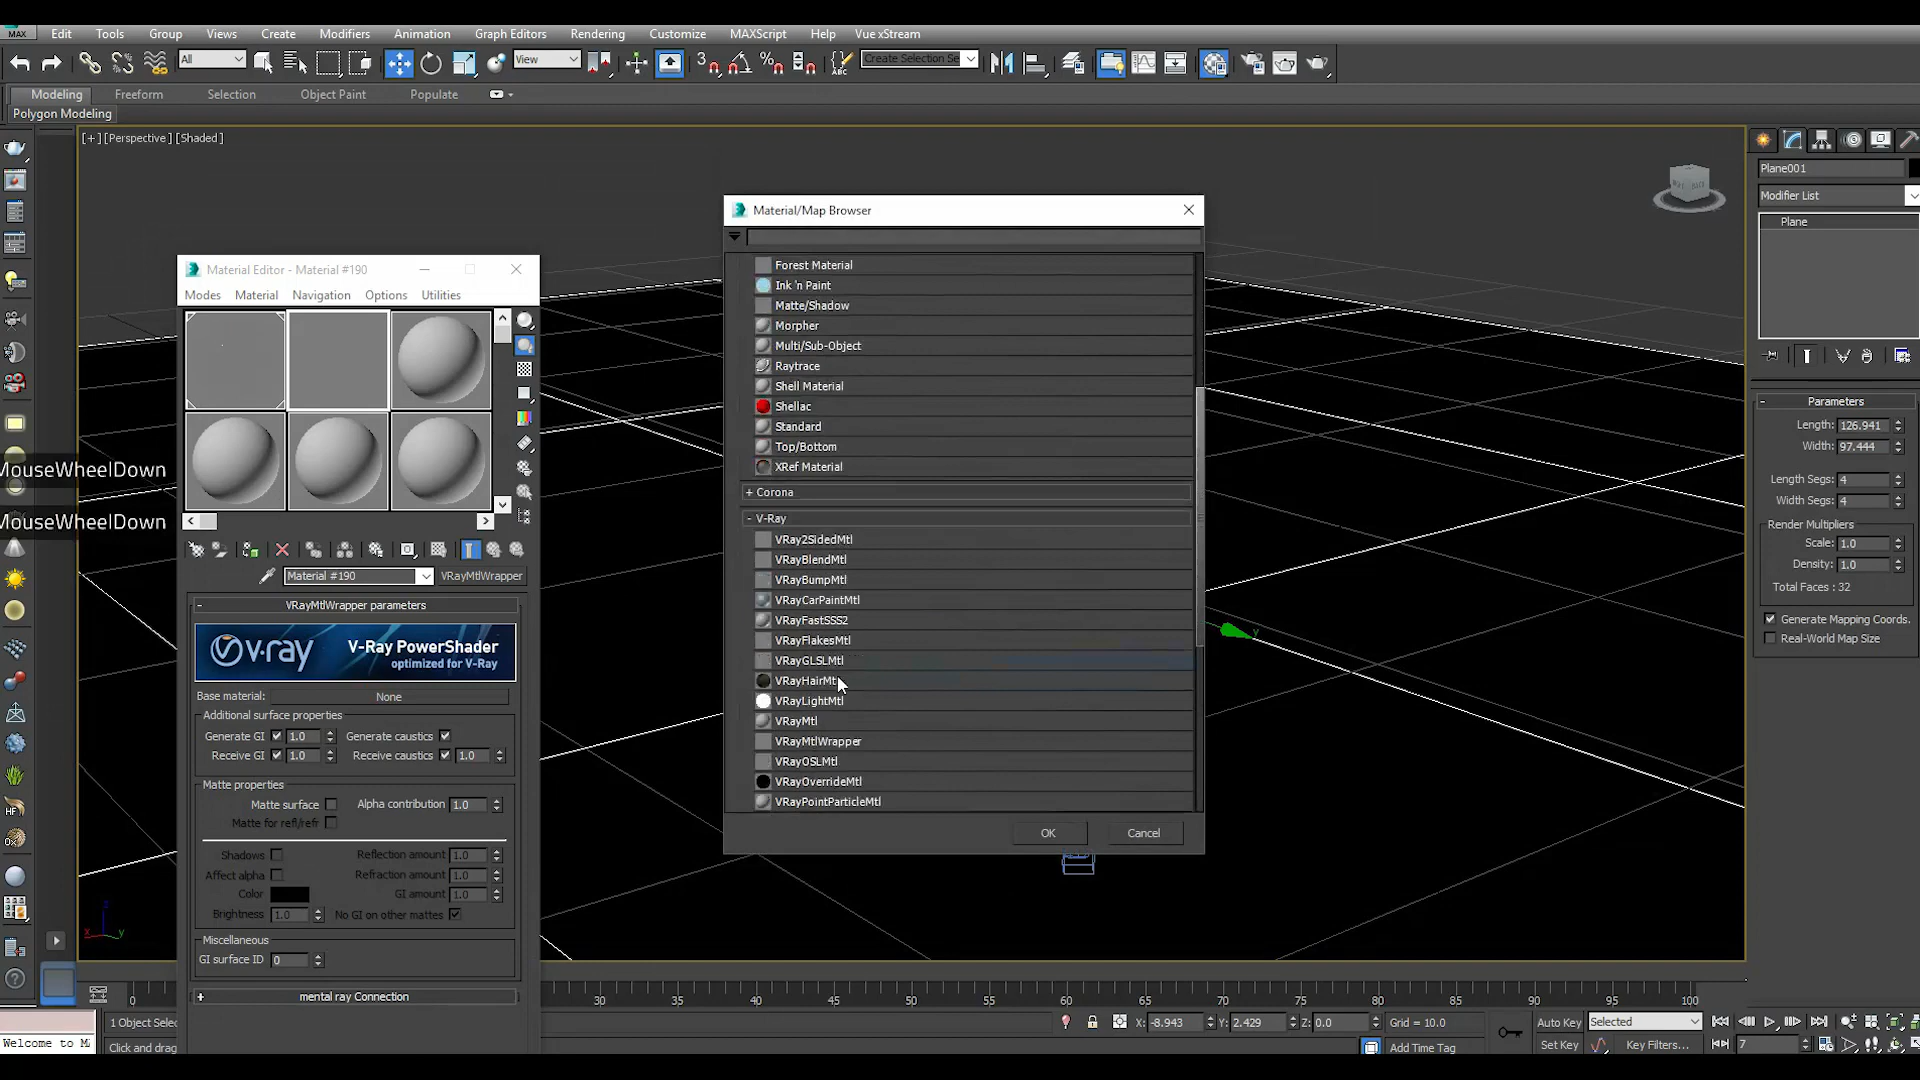 MAX Edit Tools Group Views Create Modifiers Animation Graph Editors Rendering Customize MAXScript Help Vue xStream
All View 3 ABC Create Selection Se
Modeling Freeform Selection Object Paint Populate
Polygon Modeling
[+] [Perspective] [Shaded]
Plane001
Modifier List
Plane
Material/Map Browser
Forest Material
Ink 'n Paint
Matte/Shadow
Morpher
Multi/Sub-Object
Raytrace
Shell Material
Shellac
Standard
Top/Bottom
XRef Material
+ Corona
- V-Ray
VRay2SidedMtl
VRayBlendMtl
VRayBumpMtl
VRayCarPaintMtl
VRayFastSSS2
VRayFlakesMtl
VRayGLSLMtl
VRayHairMtl
VRayLightMtl
VRayMtl
VRayMtlWrapper
VRayOSLMtl
VRayOverrideMtl
VRayPointParticleMtl
OK Cancel
Material Editor - Material #190
Modes Material Navigation Options Utilities
MouseWheelDown
MouseWheelDown
Material #190 VRayMtlWrapper
- VRayMtlWrapper parameters
v-ray V-Ray PowerShader
optimized for V-Ray
Base material: None
Additional surface properties
Generate GI 1.0 Generate caustics
Receive GI 1.0 Receive caustics 1.0
Matte properties
Matte surface Alpha contribution 1.0
Matte for refl/refr
Shadows Reflection amount 1.0
Affect alpha Refraction amount 1.0
Color GI amount 1.0
Brightness 1.0 No GI on other mattes
Miscellaneous
GI surface ID 0
+ mental ray Connection
- Parameters
Length: 126.941
Width: 97.444
Length Segs: 4
Width Segs: 4
Render Multipliers
Scale: 1.0
Density: 1.0
Total Faces : 32
Generate Mapping Coords.
Real-World Map Size
HF
x y
y
0 30 35 40 45 50 55 60 65 70 75 80 85 90 95 100
1 Object Selec X: -8.943 Y: 2.429 Z: 0.0 Grid = 10.0 Auto Key Selected
Welcome to Ma Click and drag Add Time Tag Set Key Key Filters... 7